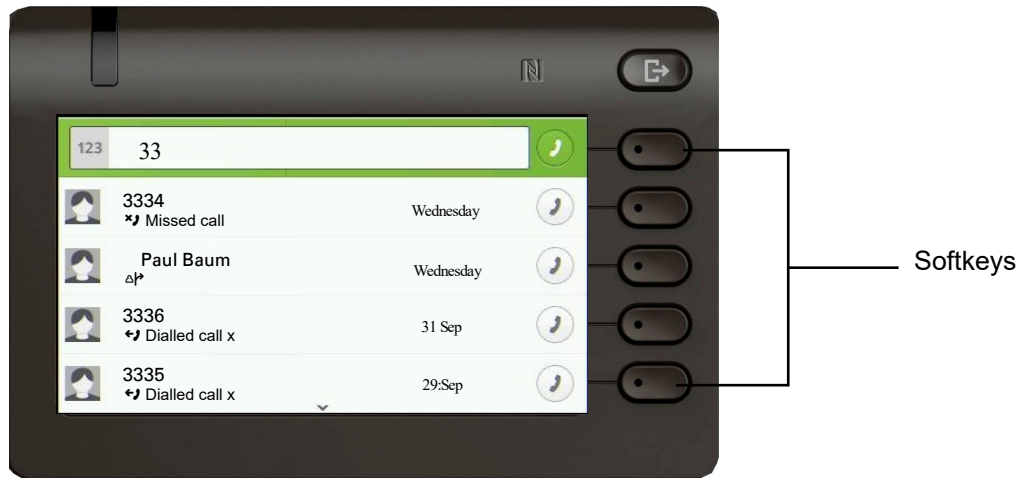 123 33
3334 Wednesday
Missed call
Paul Baum Wednesday
3336 31 Sep
Dialled call x
3335 29:Sep
Dialled call x
Softkeys